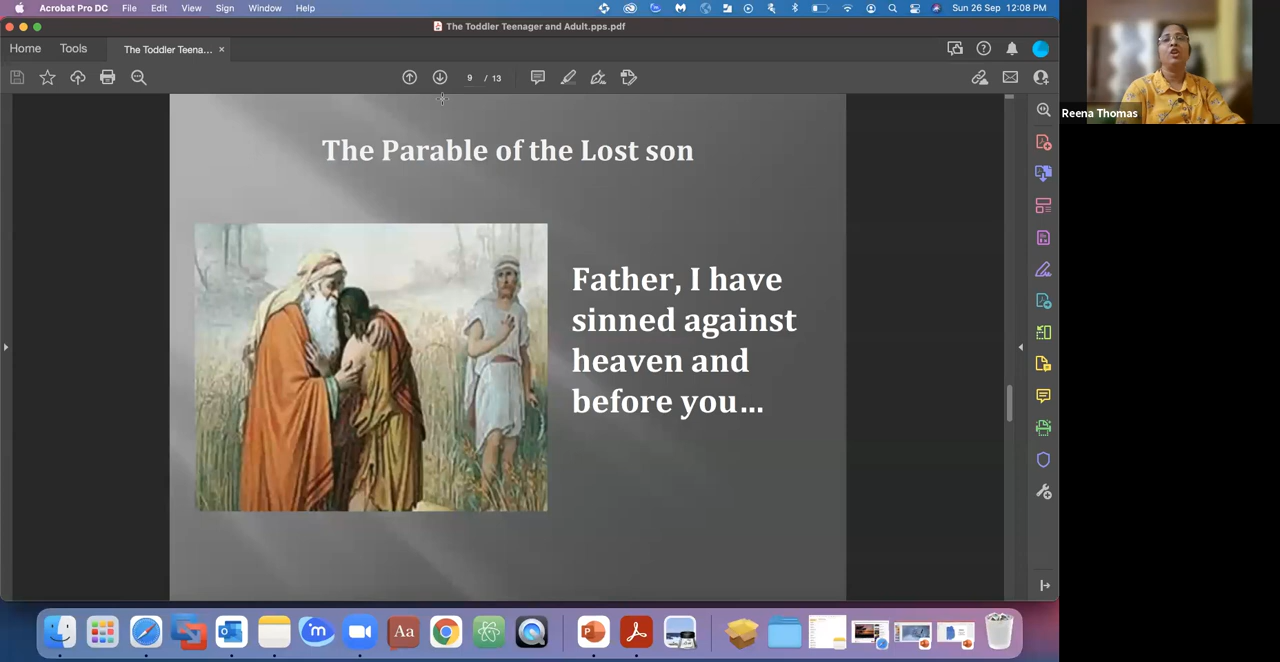 Acrobat Pro DC File Edit View Sign Window Help Sun 26 Sep 12:08 PM
The Toddler Teenager and Adult.pps.pdf
Home Tools The Toddler Teena... ×
9 / 13
Reena Thomas
The Parable of the Lost son
Father, I have
sinned against
heaven and
before you...
Aa